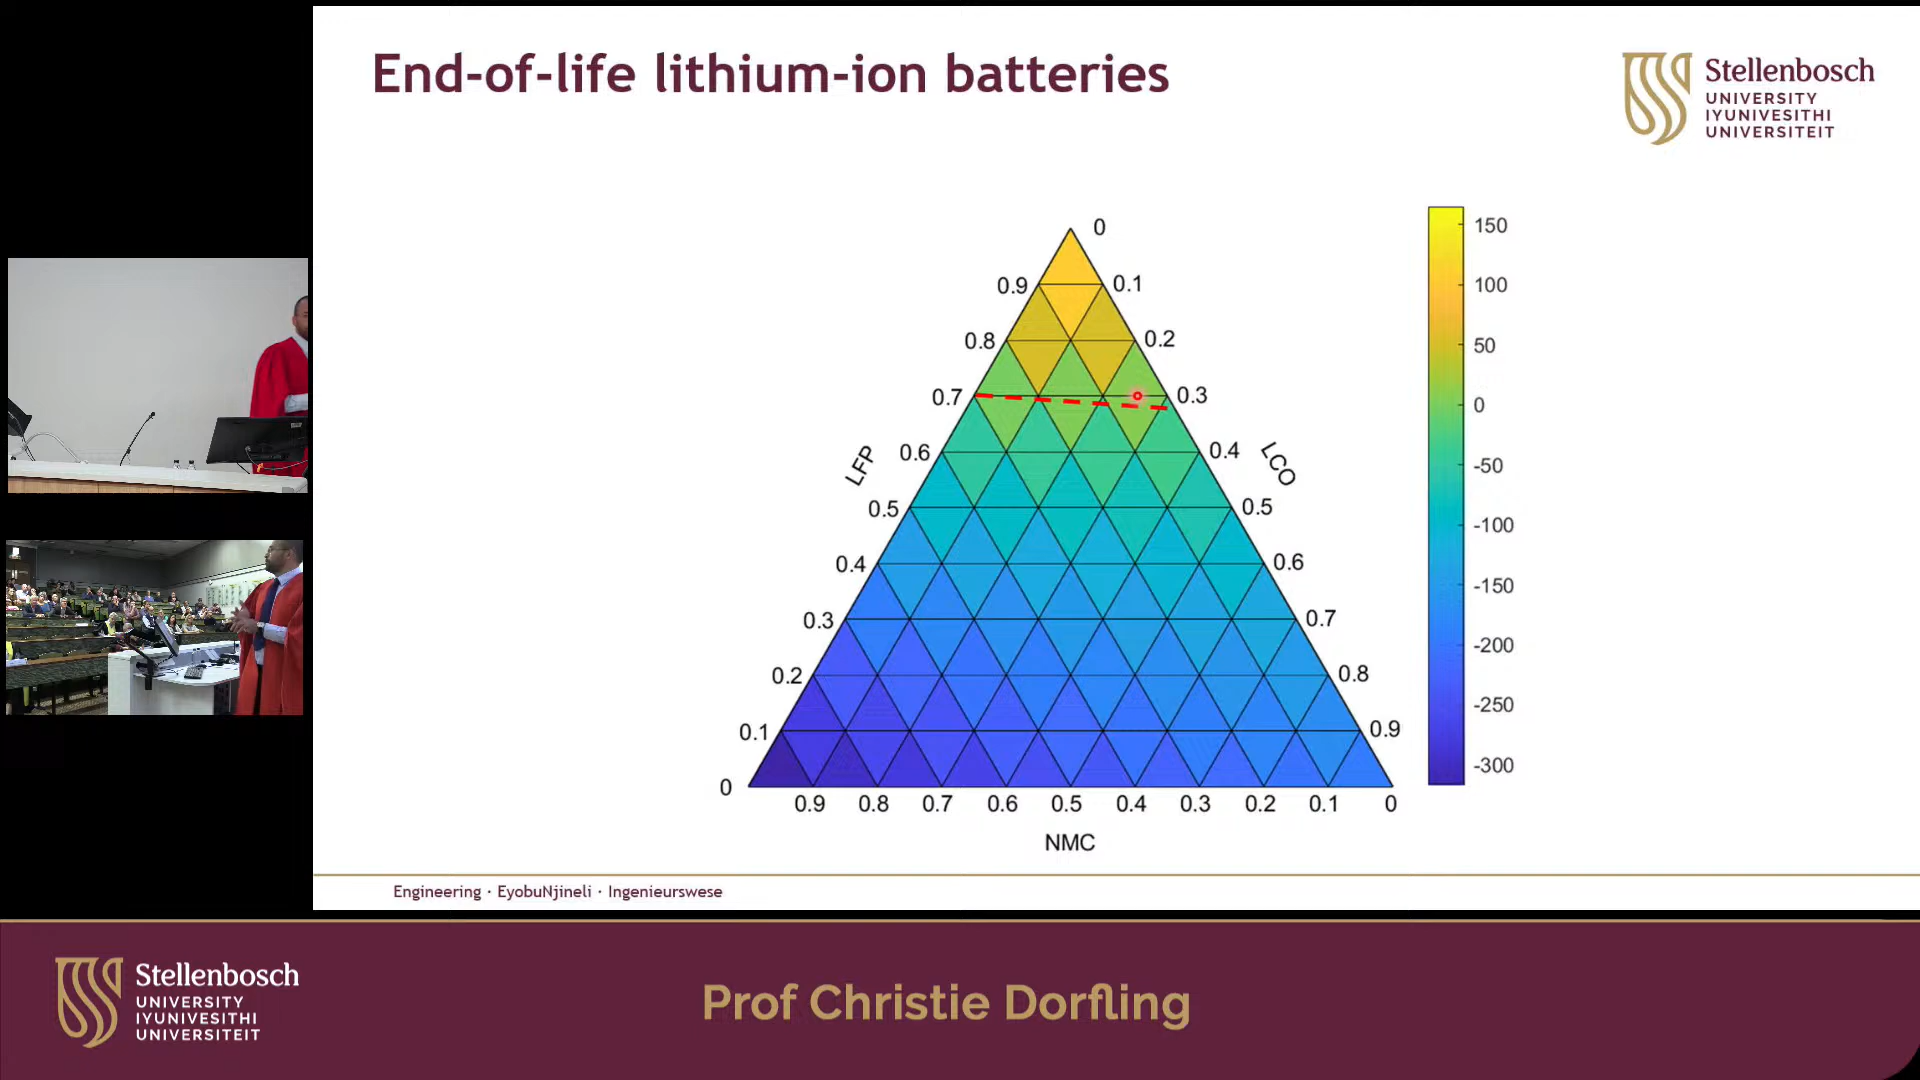 End-of-life lithium-ion batteries
Stellenbosch
UNIVERSITY
IYUNIVESITHI
UNIVERSITEIT
0
0.9
0.1
0.8
0.2
0.7
0.3
0.6
0.4
0.5
0.5
0.4
0.6
0.3
0.7
0.2
0.8
0.1
0.9
0
LFP
LCO
0.9 0.8 0.7 0.6 0.5 0.4 0.3 0.2 0.1 0
NMC
150
100
50
0
-50
-100
-150
-200
-250
-300
Engineering · EyobuNjineli · Ingenieurswese
Stellenbosch
UNIVERSITY
IYUNIVESITHI
UNIVERSITEIT
Prof Christie Dorfling